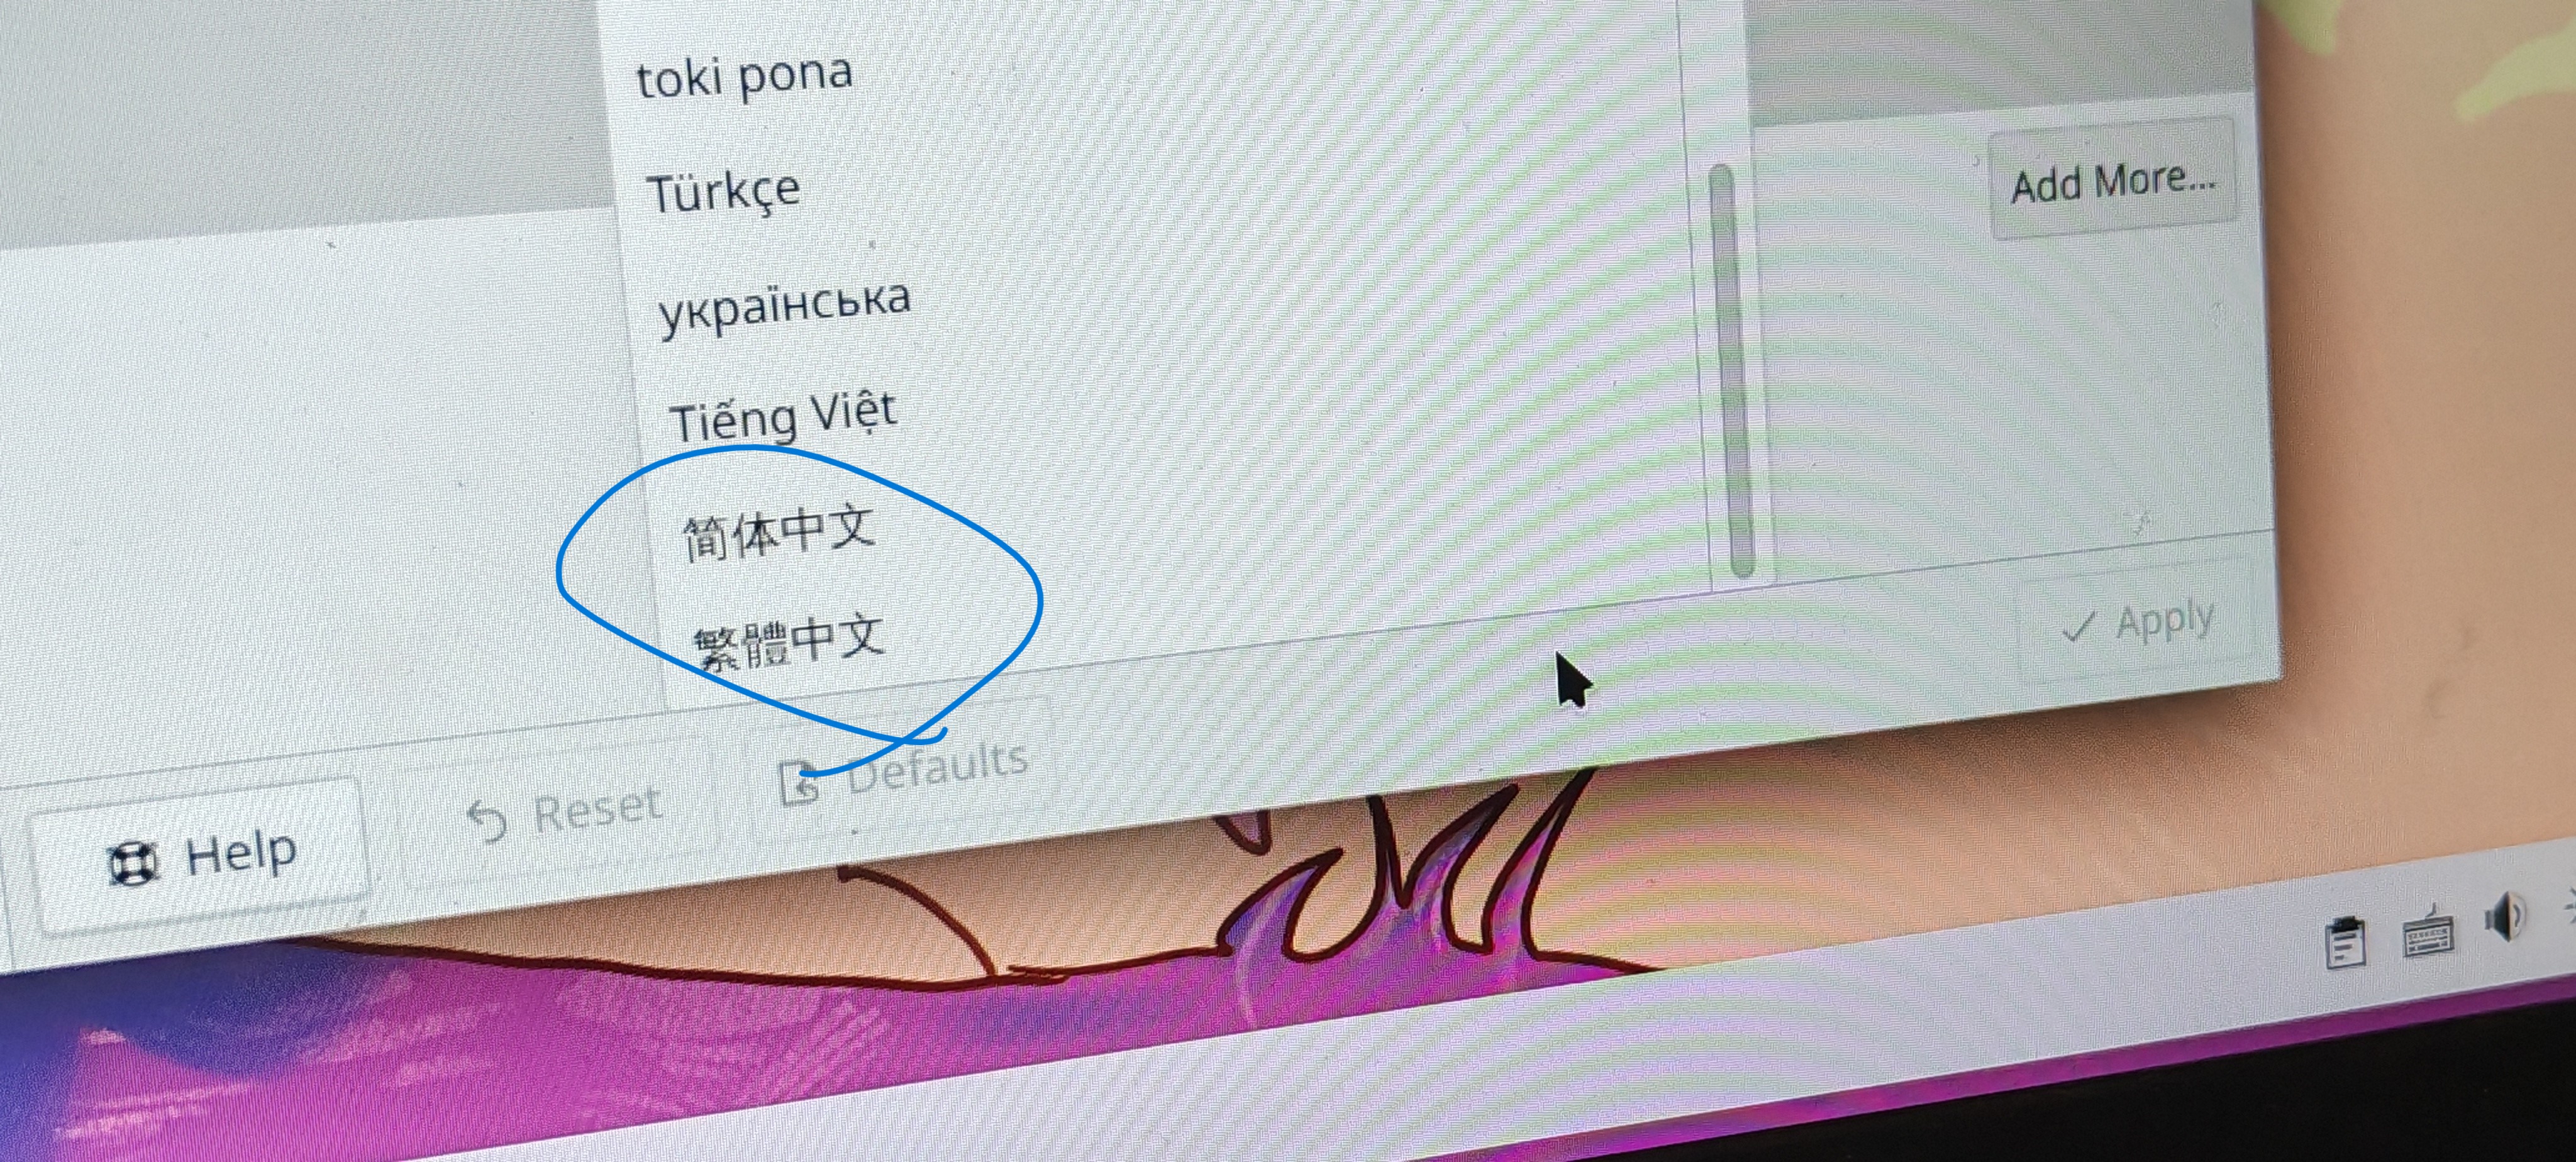 toki pona
Türkçe
українська
Tiếng Việt
简体中文
繁體中文
Add More...
Apply
Help
Reset
Defaults